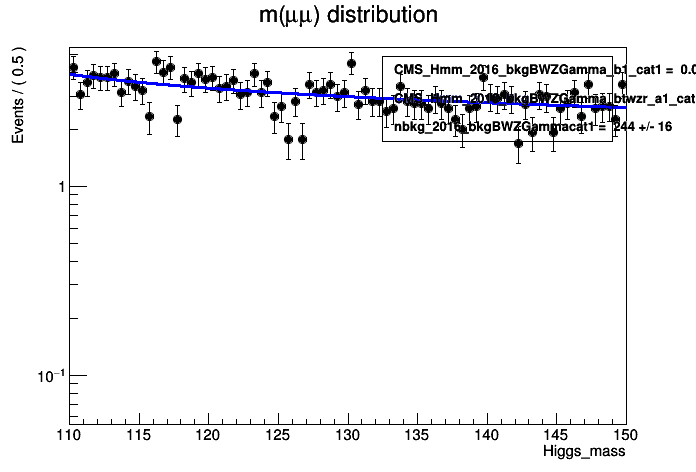 m(μμ) distribution
Events / ( 0.5 )
CMS_Hmm_2016_bkgBWZGamma_b1_cat1 = 0.0
nbkg_2016_bkgBWZGammacat1 = 244 +/- 16
1
10⁻¹
110 115 120 125 130 135 140 145 150
Higgs_mass